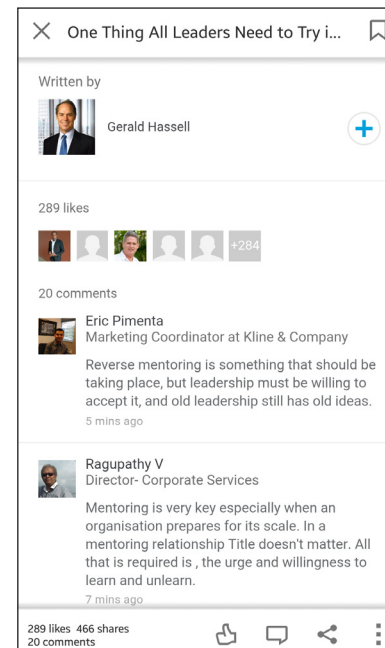 One Thing All Leaders Need to Try i...
Written by
Gerald Hassell
289 likes
+284
20 comments
Eric Pimenta
Marketing Coordinator at Kline & Company
Reverse mentoring is something that should be
taking place, but leadership must be willing to
accept it, and old leadership still has old ideas.
5 mins ago
Ragupathy V
Director- Corporate Services
Mentoring is very key especially when an
organisation prepares for its scale. In a
mentoring relationship Title doesn't matter. All
that is required is , the urge and willingness to
learn and unlearn.
7 mins ago
289 likes 466 shares
20 comments